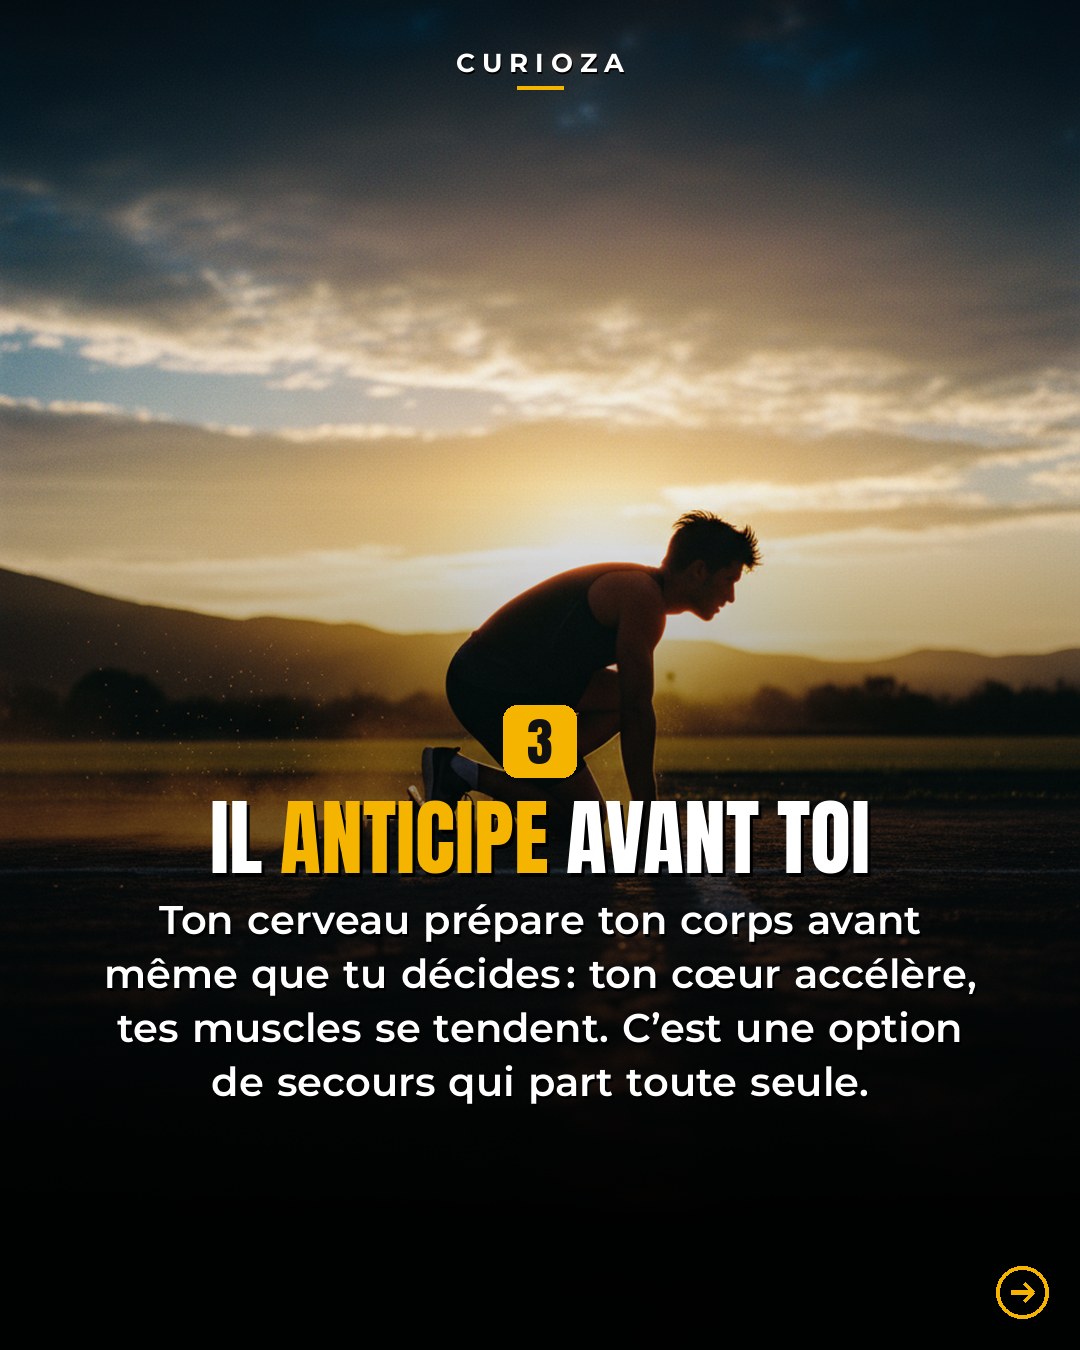 CURIOZA
3
IL ANTICIPE AVANT TOI
Ton cerveau prépare ton corps avant
même que tu décides : ton cœur accélère,
tes muscles se tendent. C’est une option
de secours qui part toute seule.